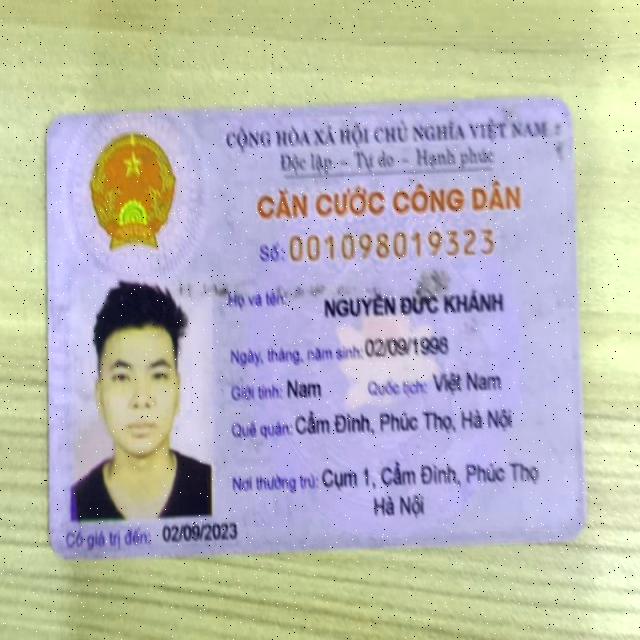 CỘNG HÒA XÃ HỘI CHỦ NGHĨA VIỆT NAM
Độc lập - Tự do - Hạnh phúc
CĂN CƯỚC CÔNG DÂN
Số: 001098019323
Họ và tên: NGUYỄN ĐỨC KHÁNH
Ngày, tháng, năm sinh: 02/09/1998
Giới tính: Nam Quốc tịch: Việt Nam
Quê quán: Cẩm Đình, Phúc Thọ, Hà Nội
Nơi thường trú: Cụm 1, Cẩm Đình, Phúc Thọ
Hà Nội
Có giá trị đến: 02/09/2023